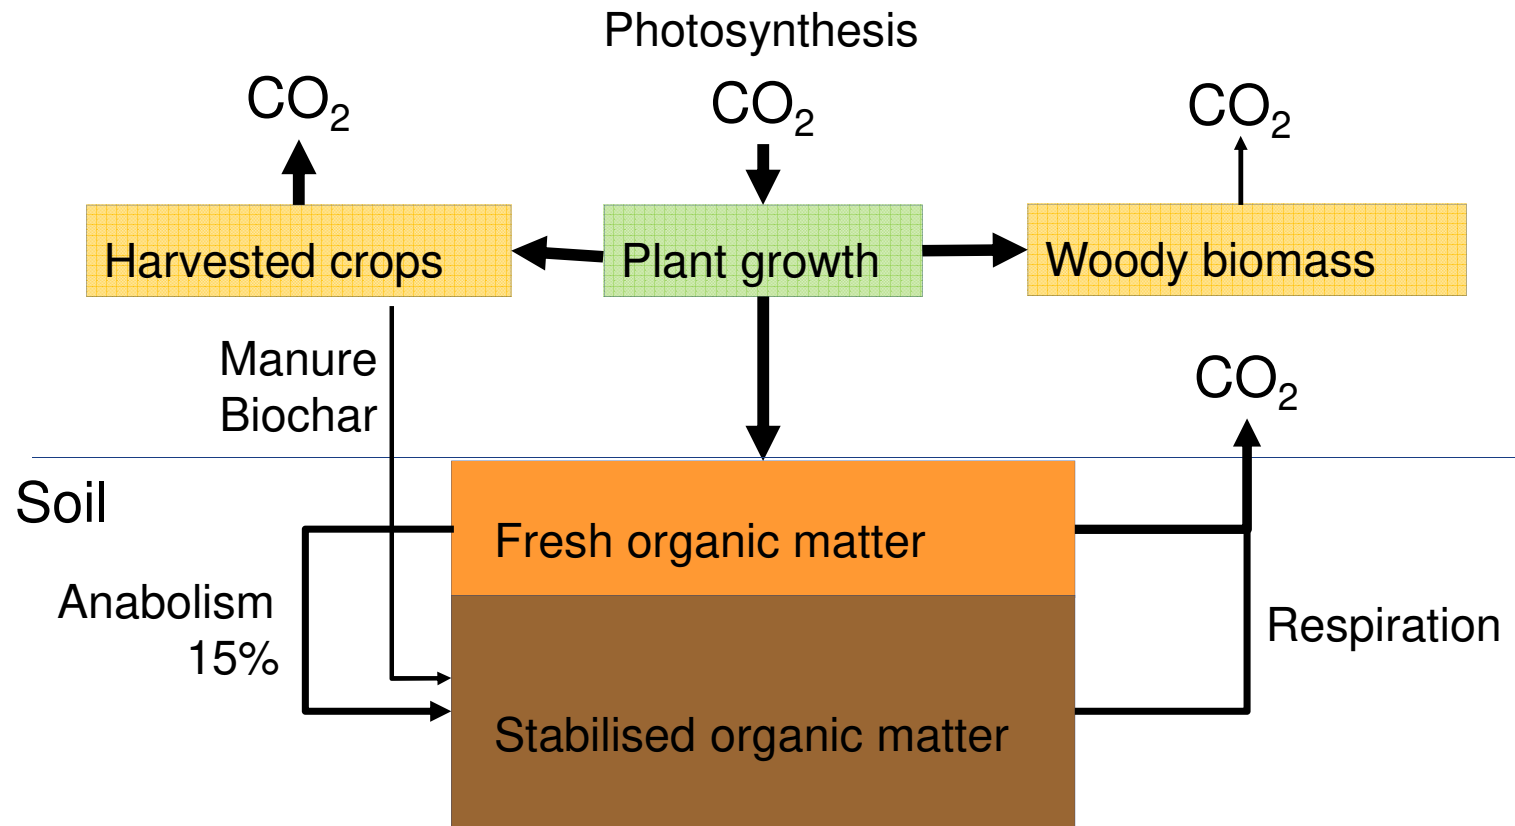 Photosynthesis
CO₂
CO₂
CO₂
Harvested crops
Plant growth
Woody biomass
Manure
Biochar
CO₂
Soil
Fresh organic matter
Anabolism
15%
Respiration
Stabilised organic matter